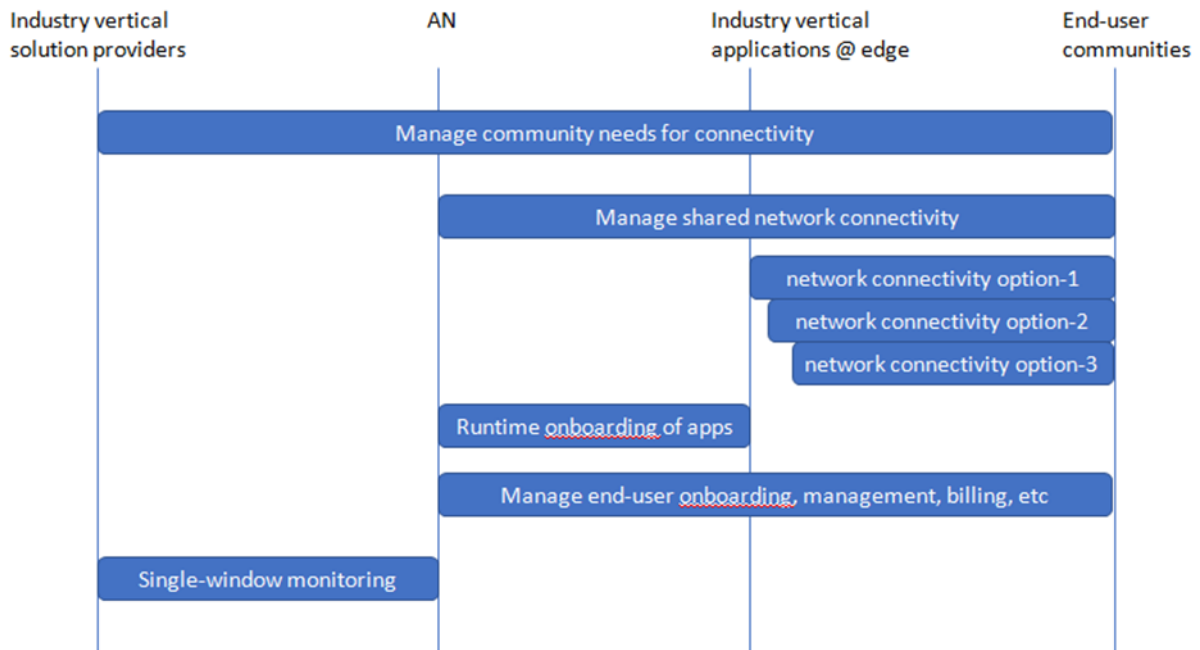 Industry vertical
solution providers
AN
Industry vertical
applications @ edge
End-user
communities
Manage community needs for connectivity
Manage shared network connectivity
network connectivity option-1
network connectivity option-2
network connectivity option-3
Runtime onboarding of apps
Manage end-user onboarding, management, billing, etc
Single-window monitoring